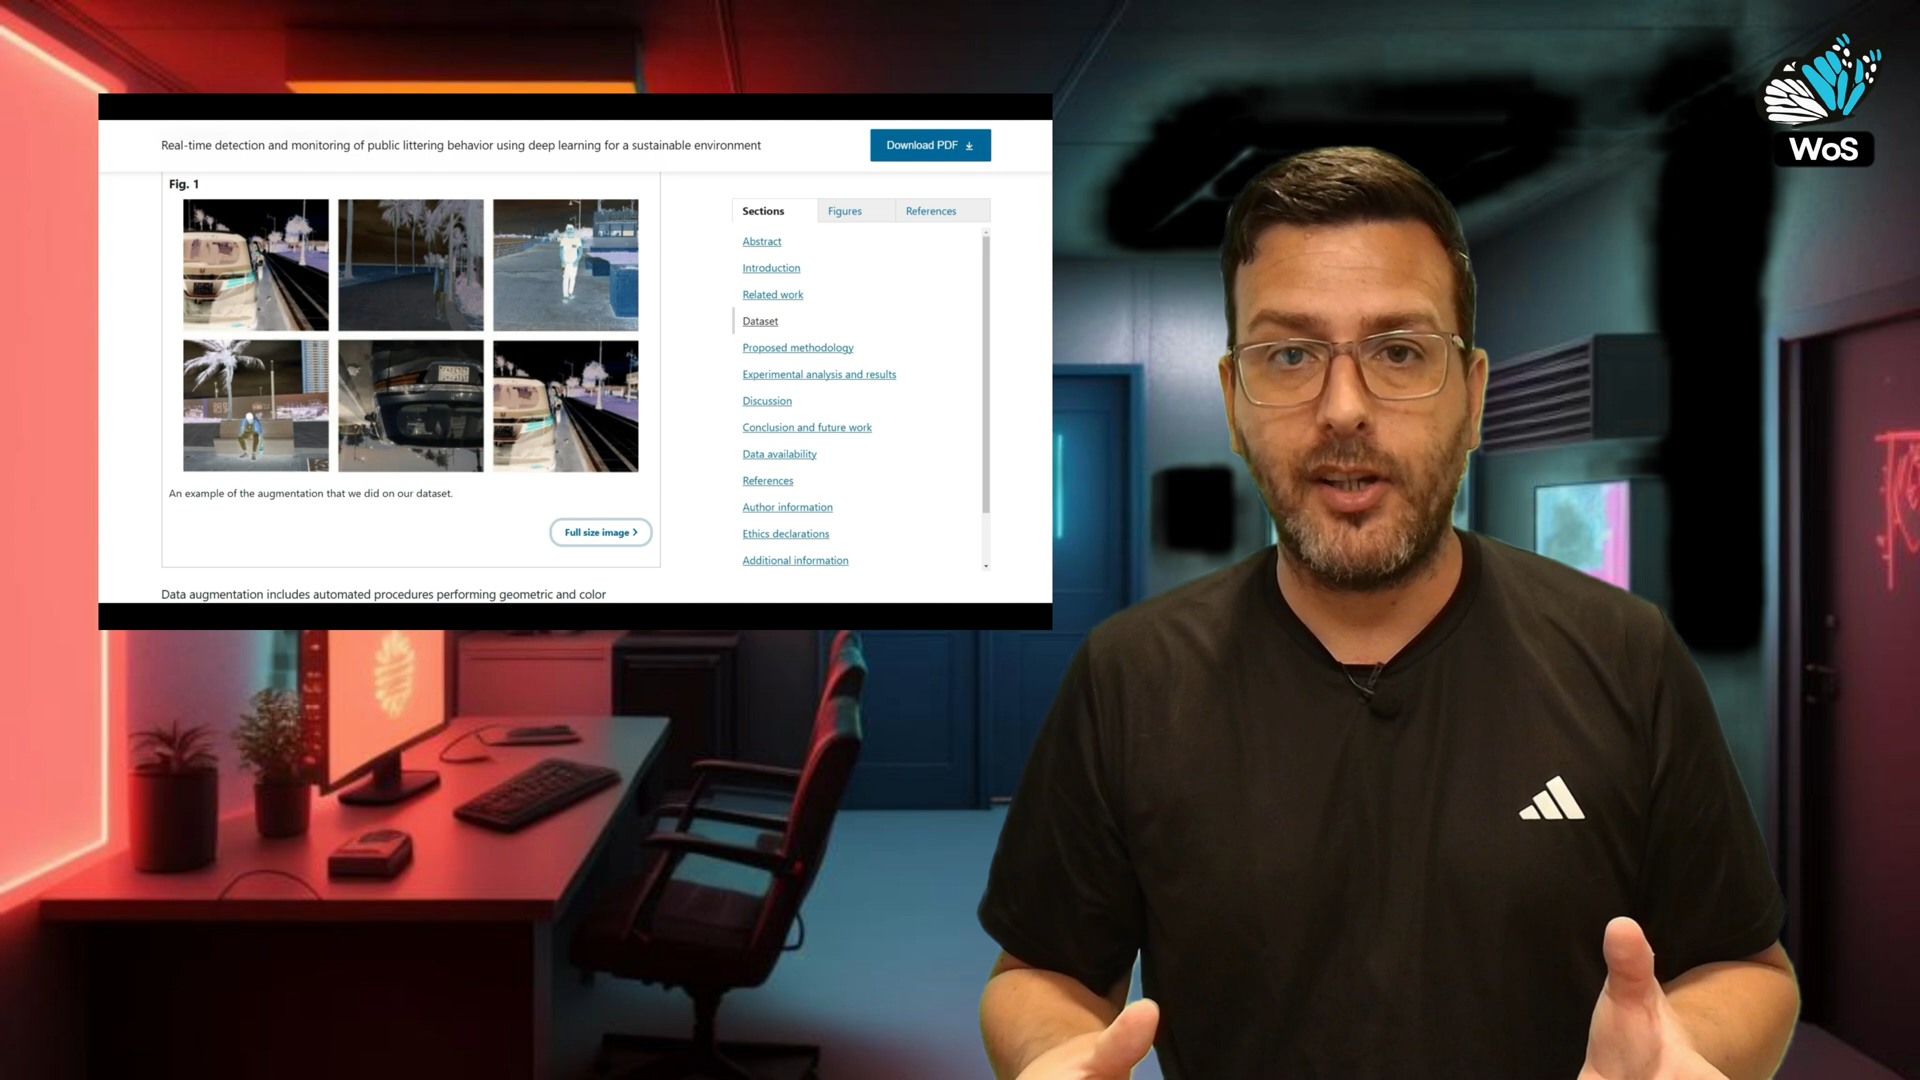 Real-time detection and monitoring of public littering behavior using deep learning for a sustainable environment
Download PDF
Fig. 1
An example of the augmentation that we did on our dataset.
Full size image
Data augmentation includes automated procedures performing geometric and color
Sections
Figures
References
Abstract
Introduction
Related work
Dataset
Proposed methodology
Experimental analysis and results
Discussion
Conclusion and future work
Data availability
References
Author information
Ethics declarations
Additional information
WoS